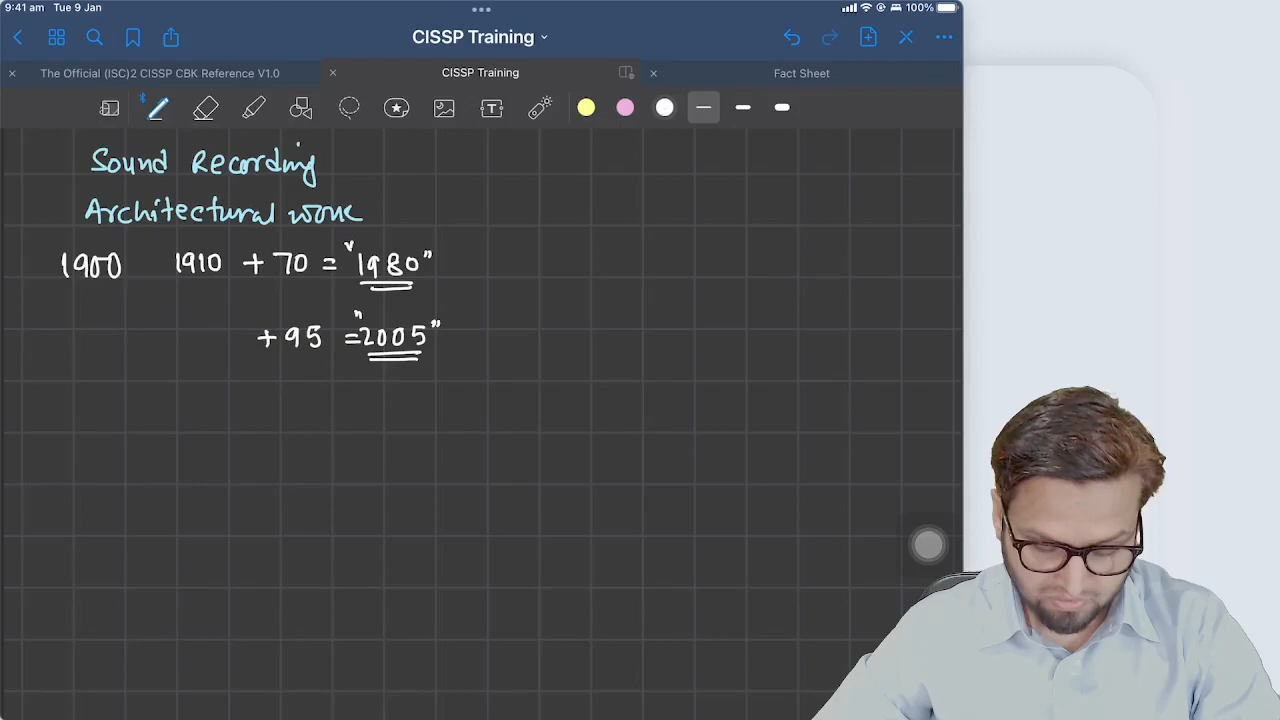 9:41 am Tue 9 Jan 100%
CISSP Training
The Official (ISC)2 CISSP CBK Reference V1.0 CISSP Training Fact Sheet
T
Sound Recording
Architectural work
1900 1910 + 70 = "1980"
+ 95 = "2005"